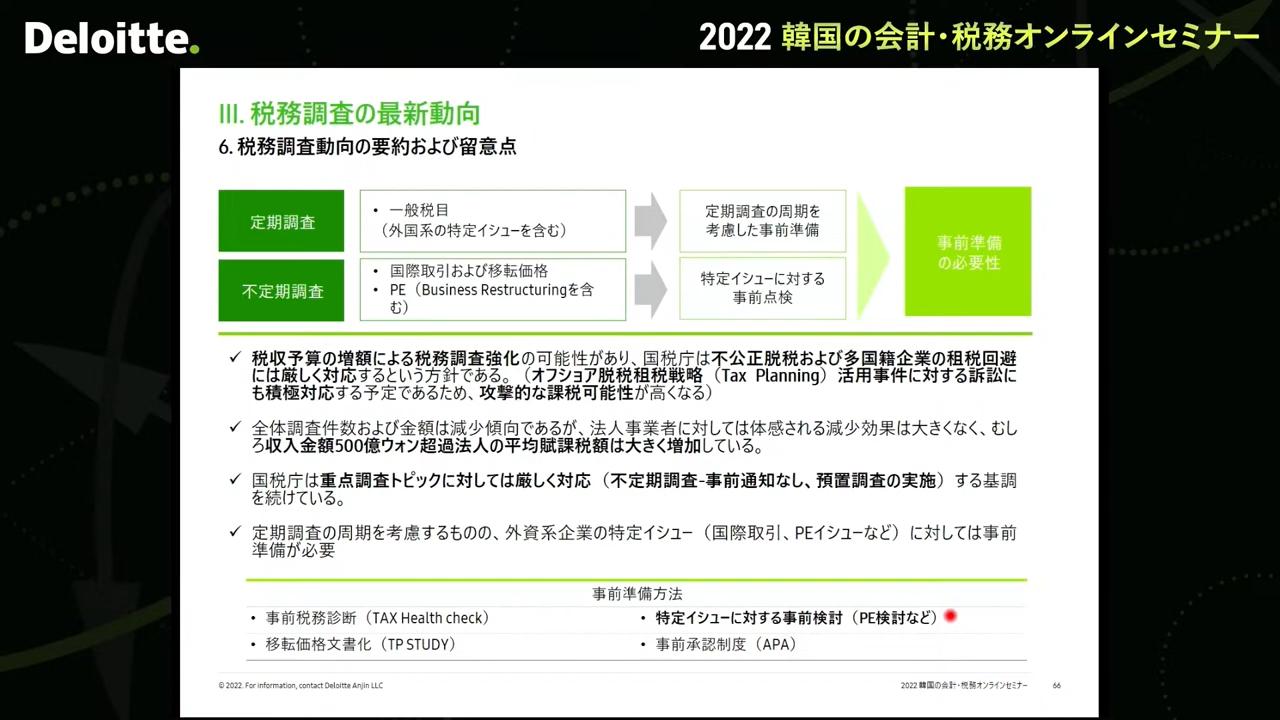 Deloitte.
2022 韓国の会計・税務オンラインセミナー
III. 税務調査の最新動向
6. 税務調査動向の要約および留意点
定期調査
• 一般税目
（外国系の特定イシューを含む）
定期調査の周期を
考慮した事前準備
事前準備
の必要性
不定期調査
• 国際取引および移転価格
• PE（Business Restructuringを含
む）
特定イシューに対する
事前点検
✓ 税収予算の増額による税務調査強化の可能性があり、国税庁は不公正脱税および多国籍企業の租税回避
には厳しく対応するという方針である。（オフショア脱税租税戦略（Tax Planning）活用事件に対する訴訟に
も積極対応する予定であるため、攻撃的な課税可能性が高くなる）
✓ 全体調査件数および金額は減少傾向であるが、法人事業者に対しては体感される減少効果は大きくなく、むし
ろ収入金額500億ウォン超過法人の平均賦課税額は大きく増加している。
✓ 国税庁は重点調査トピックに対しては厳しく対応（不定期調査-事前通知なし、預置調査の実施）する基調
を続けている。
✓ 定期調査の周期を考慮するものの、外資系企業の特定イシュー（国際取引、PEイシューなど）に対しては事前
準備が必要
事前準備方法
• 事前税務診断（TAX Health check）
• 特定イシューに対する事前検討（PE検討など）
• 移転価格文書化（TP STUDY）
• 事前承認制度（APA）
© 2022. For information, contact Deloitte Anjin LLC
2022 韓国の会計・税務オンラインセミナー
66